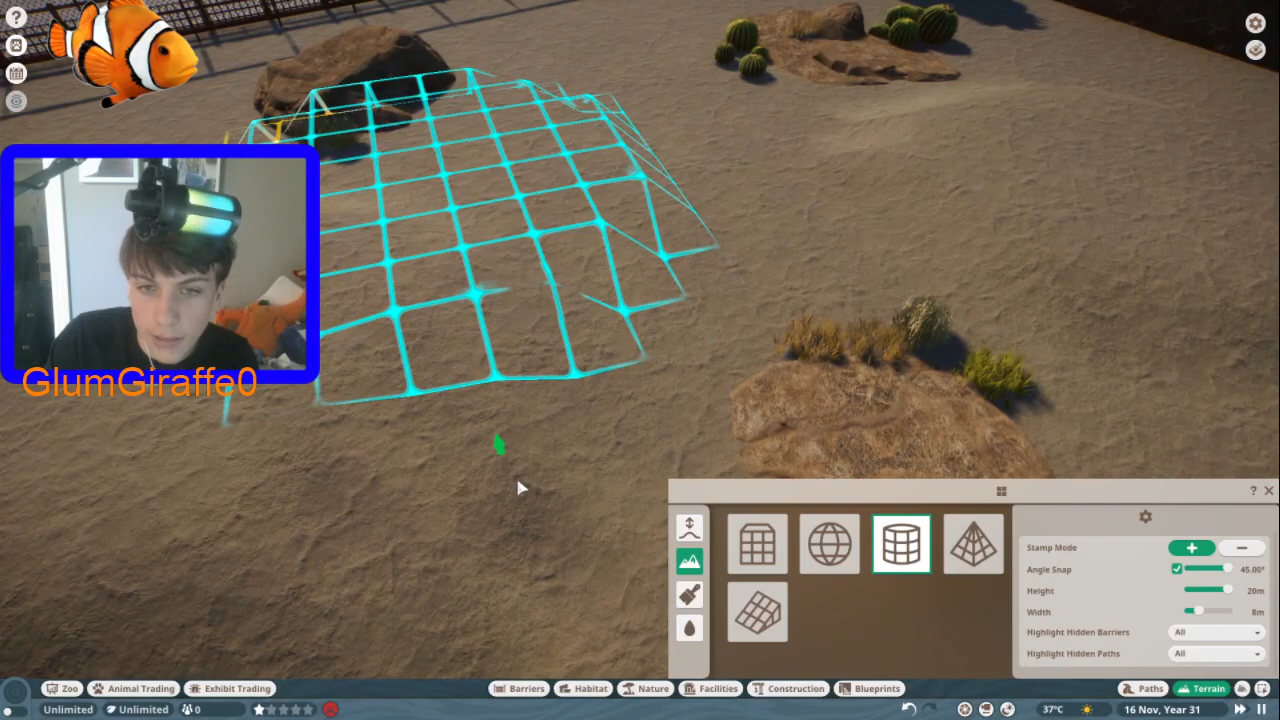 GlumGiraffe0
?
Stamp Mode
Angle Snap 45.00°
Height 20m
Width 8m
Highlight Hidden Barriers All
Highlight Hidden Paths All
Zoo Animal Trading Exhibit Trading Barriers Habitat Nature Facilities Construction Blueprints Paths Terrain
Unlimited Unlimited 0 37°C 16 Nov, Year 31